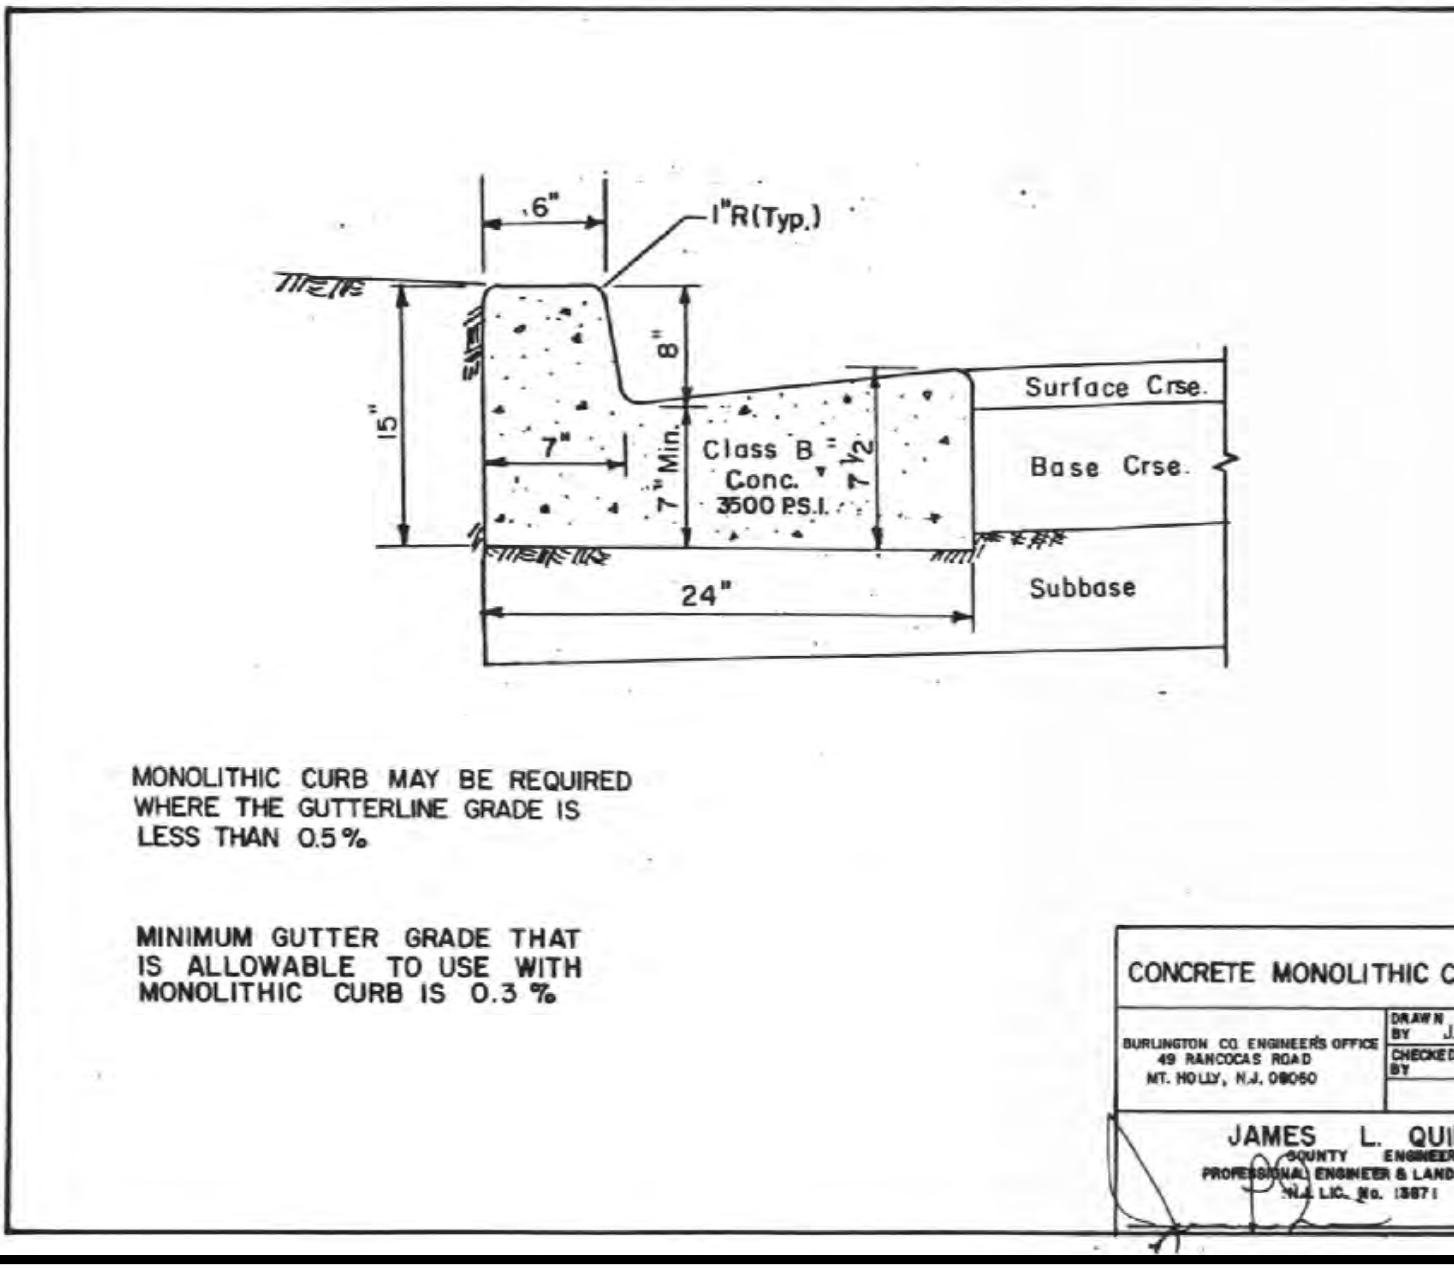 6"
1"R(Typ.)
8"
15"
7"
7" Min.
Class B
Conc.
3500 P.S.I.
7 1/2"
Surface Crse.
Base Crse.
Subbase
24"
MONOLITHIC CURB MAY BE REQUIRED
WHERE THE GUTTERLINE GRADE IS
LESS THAN 0.5%
MINIMUM GUTTER GRADE THAT
IS ALLOWABLE TO USE WITH
MONOLITHIC CURB IS 0.3 %
CONCRETE MONOLITHIC C
BURLINGTON CO. ENGINEER'S OFFICE
49 RANCOCAS ROAD
MT. HOLLY, N.J. 08060
DRAWN
BY J.
CHECKED
BY
JAMES L. QUI
COUNTY ENGINEER
PROFESSIONAL ENGINEER & LAND
N.J. LIC. No. 13871